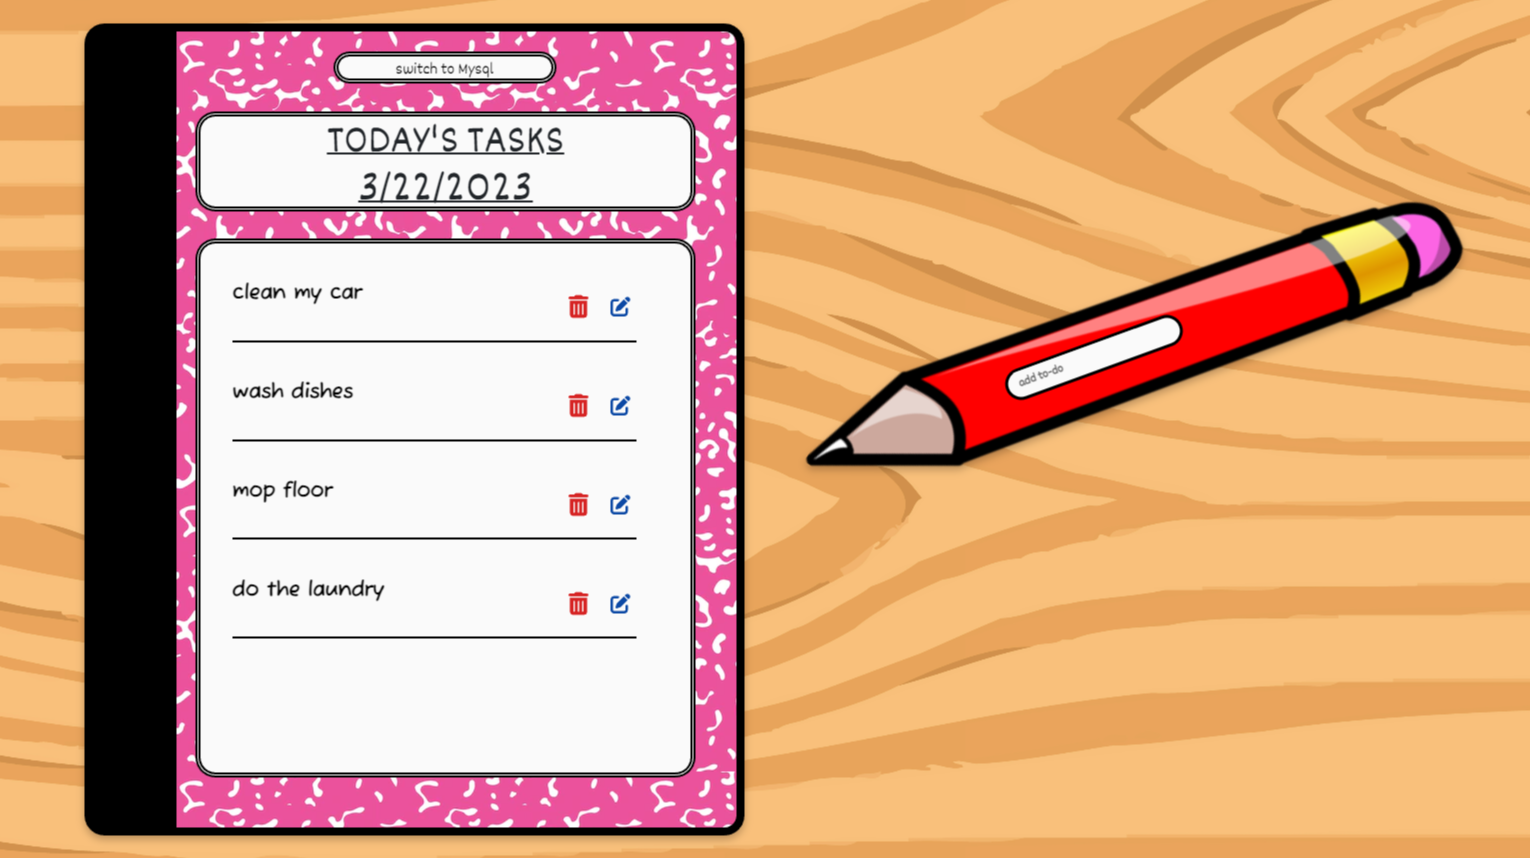 switch to Mysql
TODAY'S TASKS
3/22/2023
clean my car
wash dishes
mop floor
do the laundry
add to-do